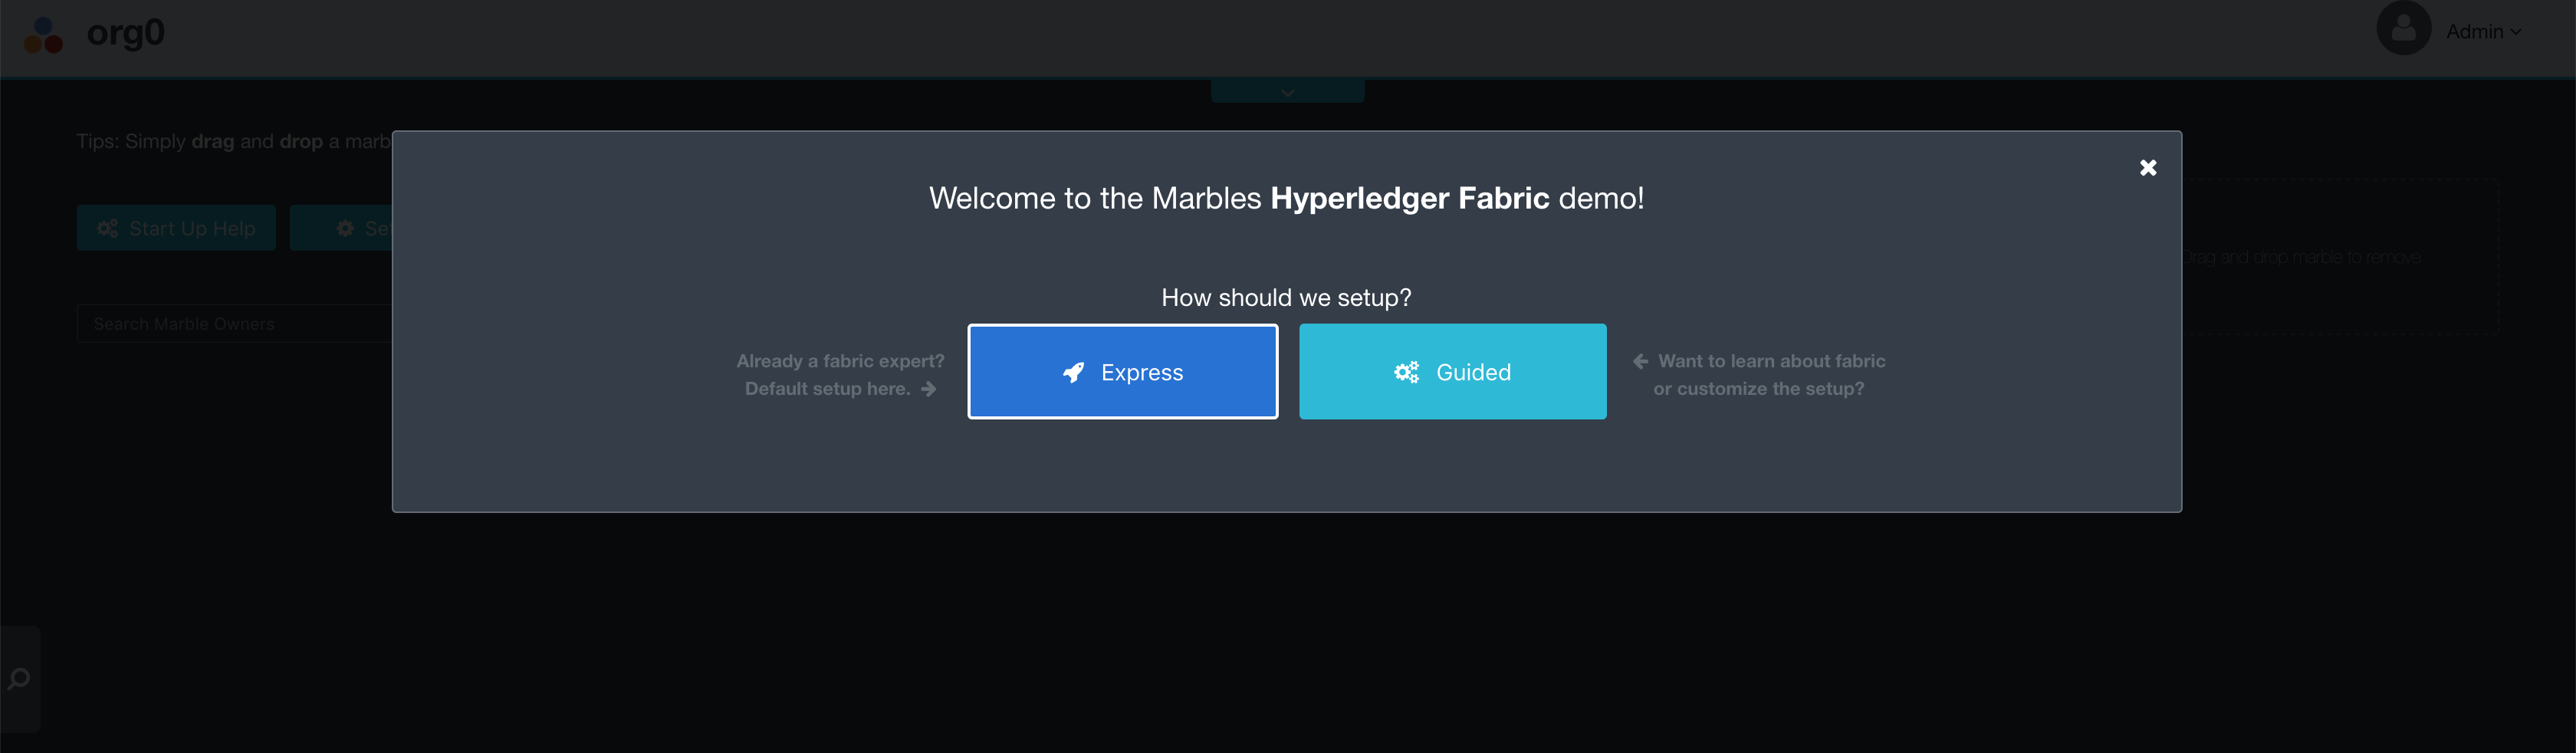 org0
Admin
Tips: Simply drag and drop a marb
Welcome to the Marbles Hyperledger Fabric demo!
Start Up Help
Se
Drag and drop marble to remove
How should we setup?
Search Marble Owners
Already a fabric expert?
Default setup here.
Express
Guided
Want to learn about fabric
or customize the setup?